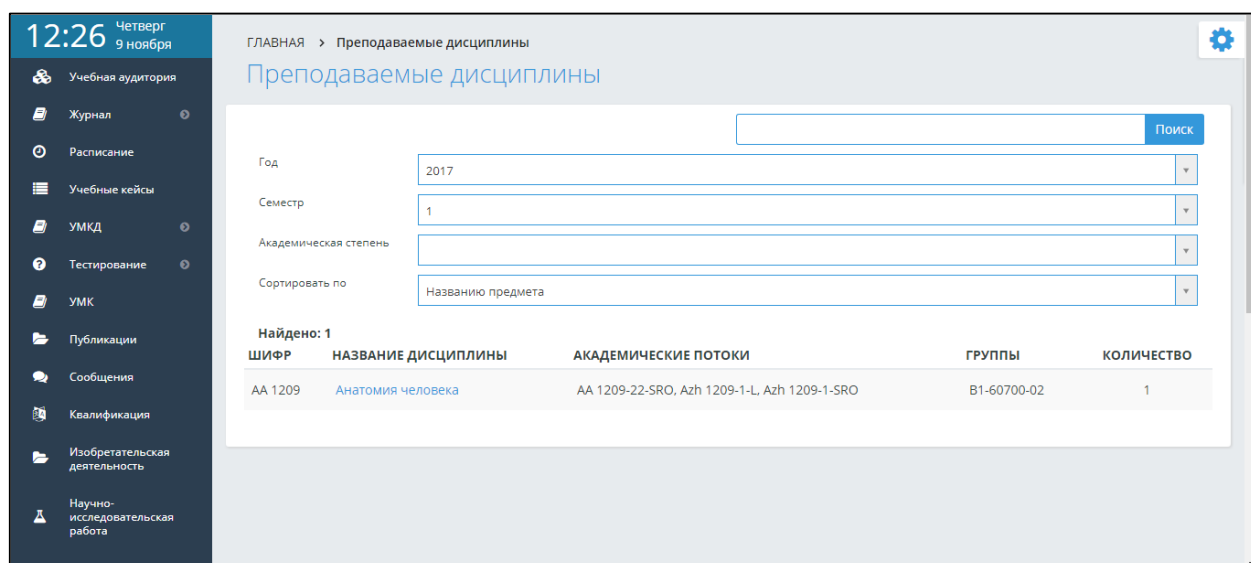 12:26 Четверг
9 ноября
Учебная аудитория
Журнал
Расписание
Учебные кейсы
УМКД
Тестирование
УМК
Публикации
Сообщения
Квалификация
Изобретательская
деятельность
Научно-
исследовательская
работа
ГЛАВНАЯ > Преподаваемые дисциплины
Преподаваемые дисциплины
Поиск
Год 2017
Семестр 1
Академическая степень
Сортировать по Названию предмета
Найдено: 1
ШИФР НАЗВАНИЕ ДИСЦИПЛИНЫ АКАДЕМИЧЕСКИЕ ПОТОКИ ГРУППЫ КОЛИЧЕСТВО
AA 1209 Анатомия человека AA 1209-22-SRO, Azh 1209-1-L, Azh 1209-1-SRO B1-60700-02 1